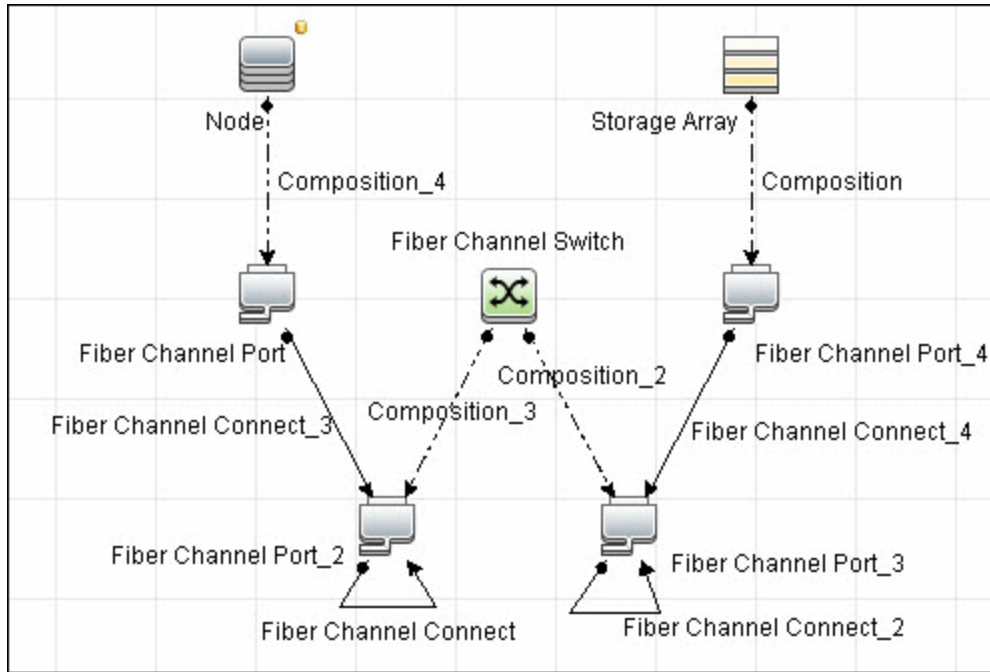 Node
Storage Array
Composition_4
Composition
Fiber Channel Switch
Fiber Channel Port
Fiber Channel Port_4
Composition_2
Composition_3
Fiber Channel Connect_3
Fiber Channel Connect_4
Fiber Channel Port_2
Fiber Channel Port_3
Fiber Channel Connect
Fiber Channel Connect_2